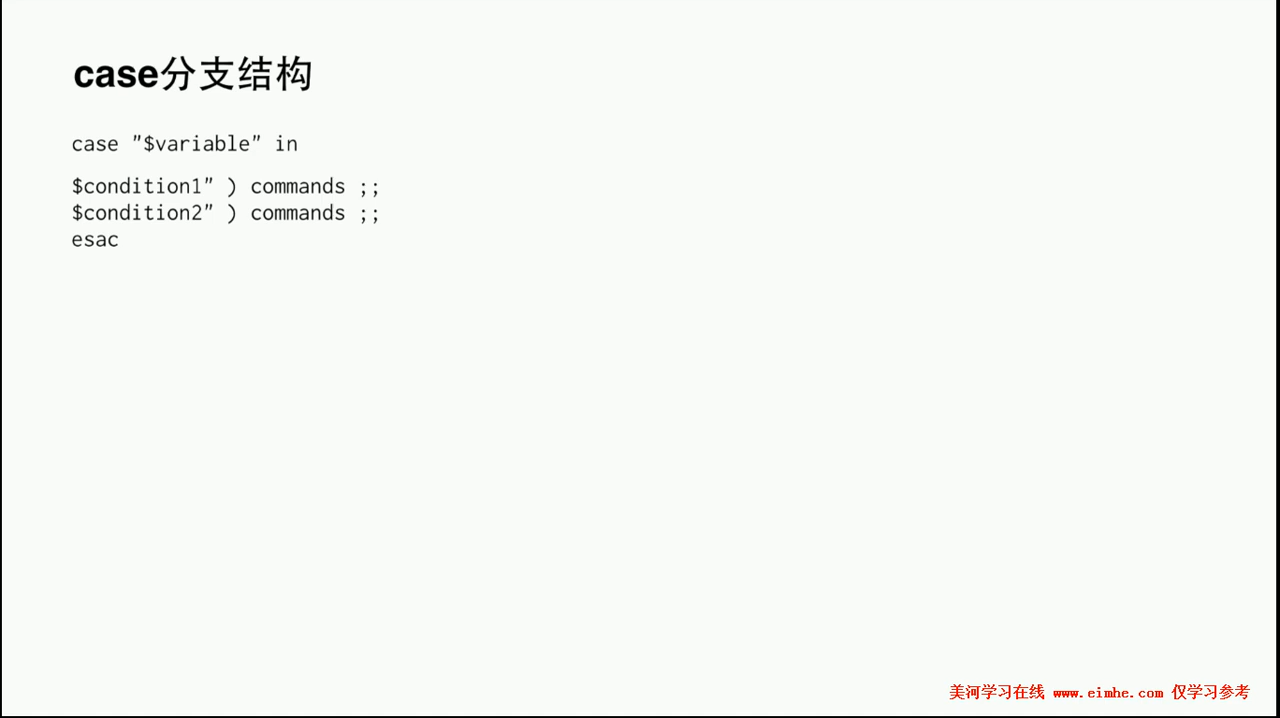 case分支结构
case "$variable” in
$condition1” ) commands ;;
$condition2” ) commands ;;
esac
美河学习在线 www.eimhe.com 仅学习参考